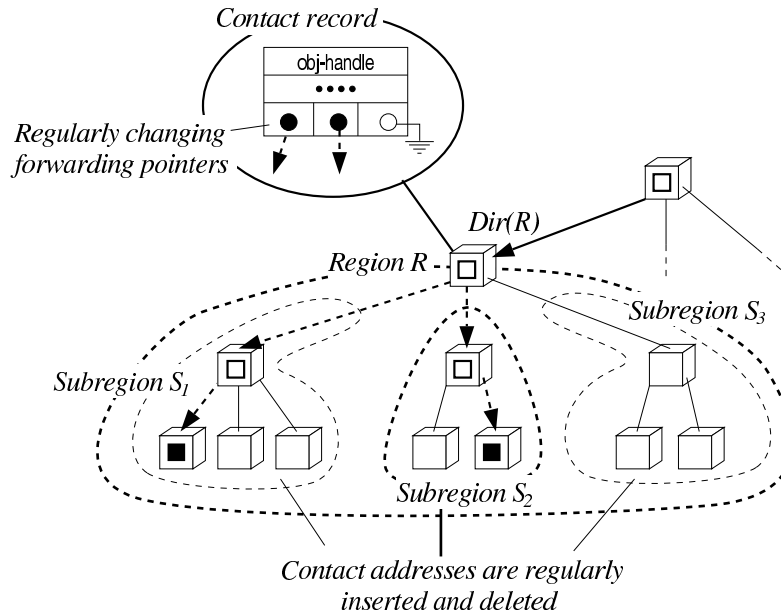 Contact record
obj-handle
Regularly changing
forwarding pointers
Dir(R)
Region R
Subregion S3
Subregion S1
Subregion S2
Contact addresses are regularly
inserted and deleted